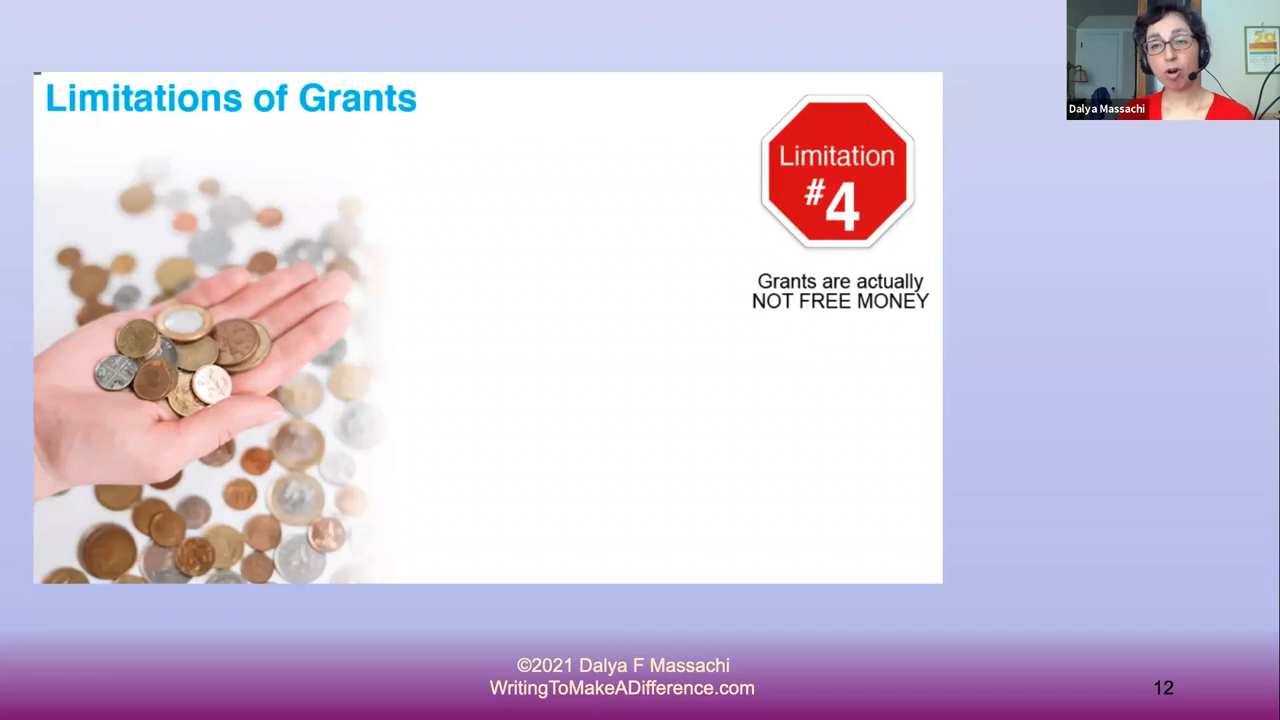 Limitations of Grants
Dalya Massachi
Limitation
#4
Grants are actually
NOT FREE MONEY
©2021 Dalya F Massachi
WritingToMakeADifference.com
12